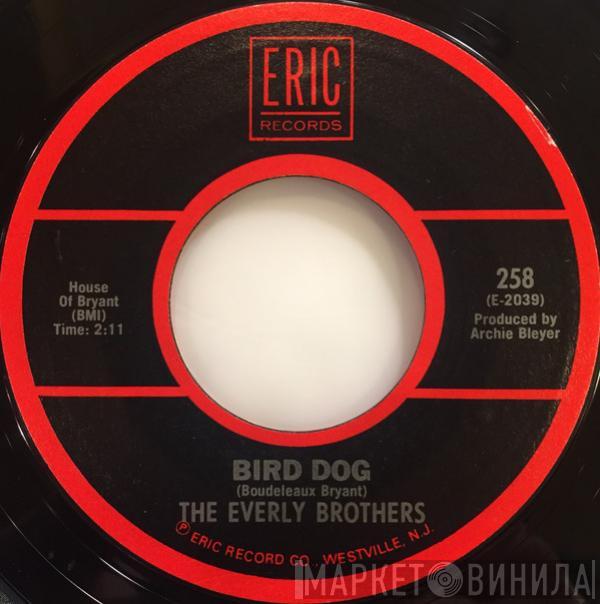 ERIC
RECORDS
House
Of Bryant
(BMI)
Time: 2:11
258
(E-2039)
Produced by
Archie Bleyer
BIRD DOG
(Boudeleaux Bryant)
THE EVERLY BROTHERS
Ⓟ ERIC RECORD CO., WESTVILLE, N.J.
МАРКЕТ ВИНИЛА